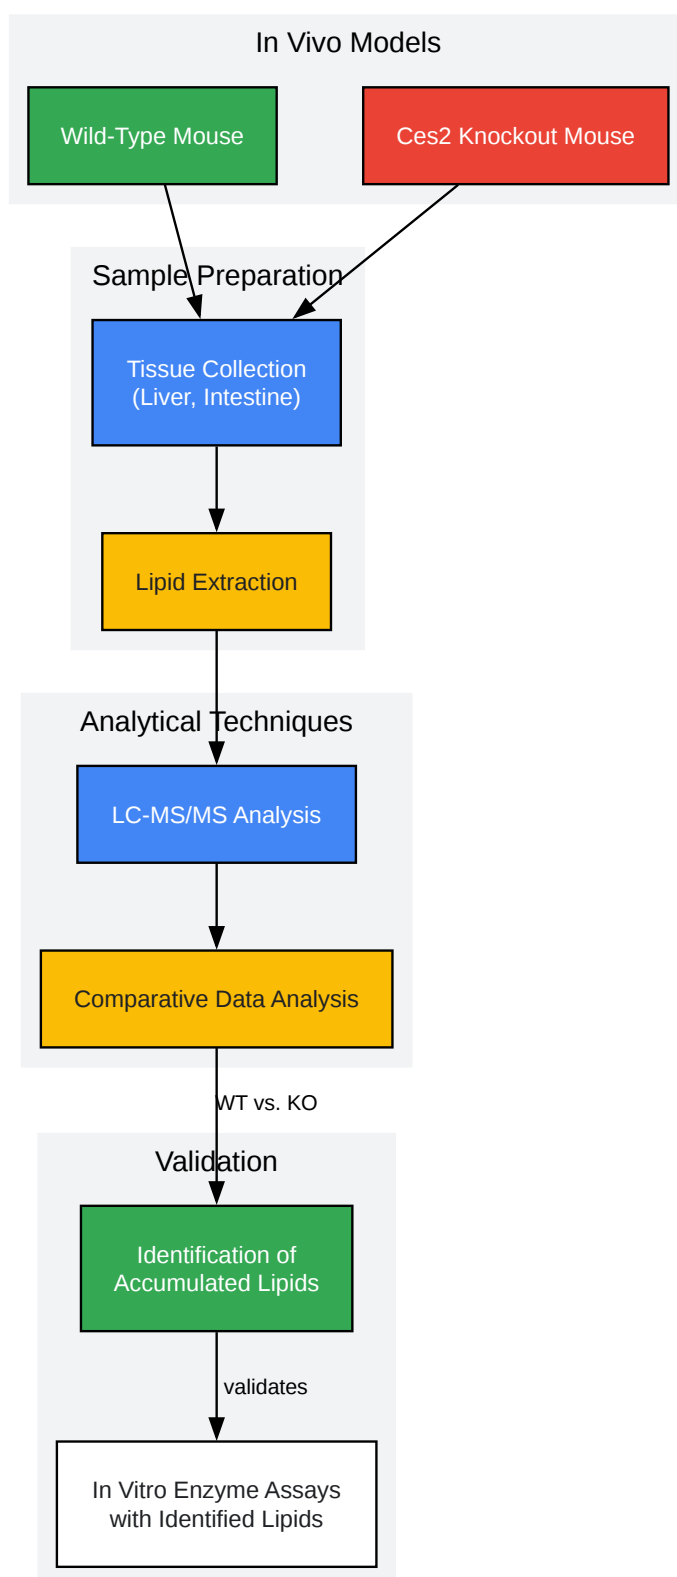 In Vivo Models
Wild-Type Mouse
Ces2 Knockout Mouse
Sample Preparation
Tissue Collection
(Liver, Intestine)
Lipid Extraction
Analytical Techniques
LC-MS/MS Analysis
Comparative Data Analysis
WT vs. KO
Validation
Identification of
Accumulated Lipids
validates
In Vitro Enzyme Assays
with Identified Lipids